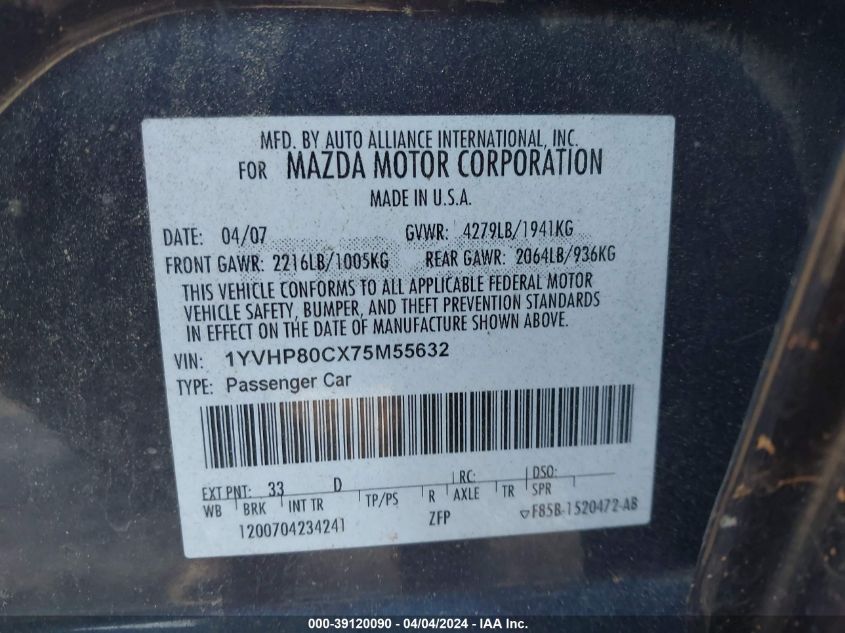 MFD. BY AUTO ALLIANCE INTERNATIONAL, INC.
FOR MAZDA MOTOR CORPORATION
MADE IN U.S.A.
DATE: 04/07 GVWR: 4279LB/1941KG
FRONT GAWR: 2216LB/1005KG REAR GAWR: 2064LB/936KG
THIS VEHICLE CONFORMS TO ALL APPLICABLE FEDERAL MOTOR
VEHICLE SAFETY, BUMPER, AND THEFT PREVENTION STANDARDS
IN EFFECT ON THE DATE OF MANUFACTURE SHOWN ABOVE.
VIN: 1YVHP80CX75M55632
TYPE: Passenger Car
EXT PNT: 33 D RC: DSO:
WB BRK INT TR TP/PS R AXLE TR SPR
1200704234241 ZFP ▽F85B-1520472-AB
000-39120090 - 04/04/2024 - IAA Inc.